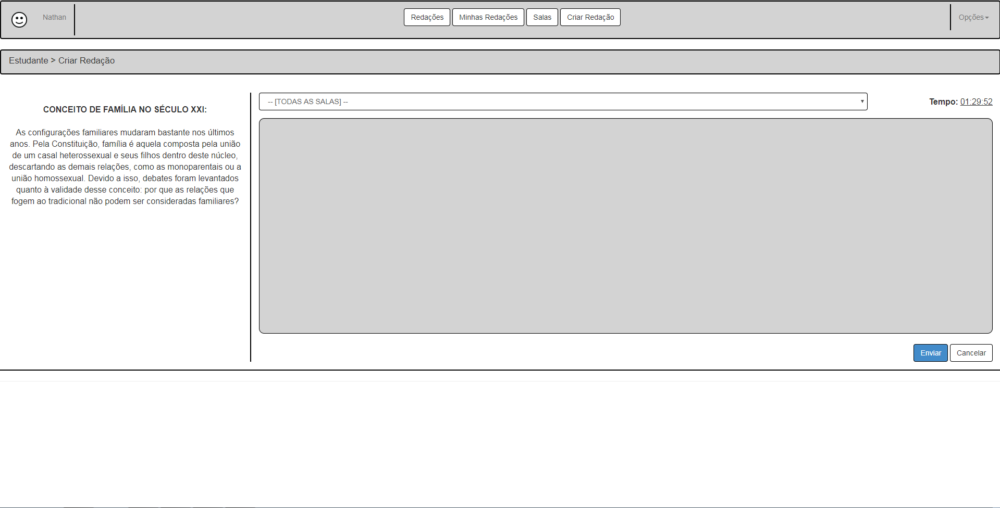 Nathan
Redações
Minhas Redações
Salas
Criar Redação
Opções
Estudante > Criar Redação
CONCEITO DE FAMÍLIA NO SÉCULO XXI:
As configurações familiares mudaram bastante nos últimos
anos. Pela Constituição, família é aquela composta pela união
de um casal heterossexual e seus filhos dentro deste núcleo,
descartando as demais relações, como as monoparentais ou a
união homossexual. Devido a isso, debates foram levantados
quanto à validade desse conceito: por que as relações que
fogem ao tradicional não podem ser consideradas familiares?
-- [TODAS AS SALAS] --
Tempo: 01:29:52
Enviar
Cancelar